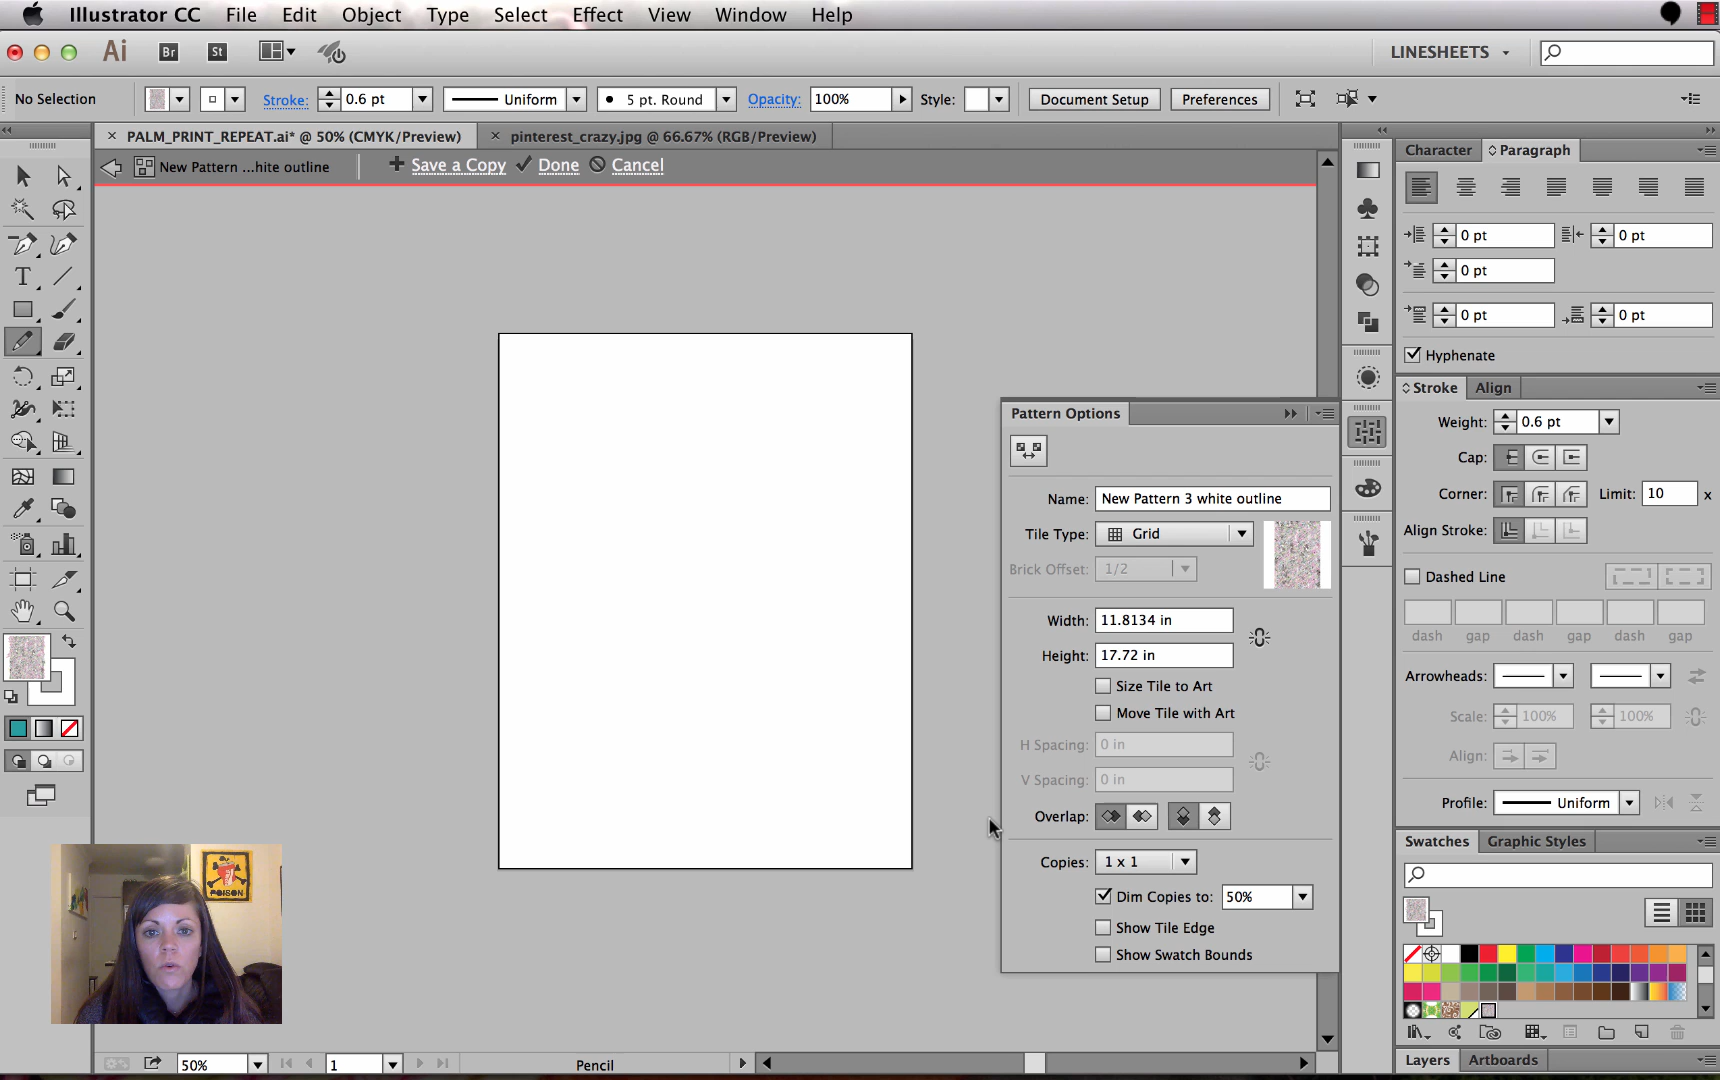 Illustrator CC File Edit Object Type Select Effect View Window Help
Ai Br St LINESHEETS
No Selection Stroke: 0.6 pt Uniform 5 pt. Round Opacity: 100% Style: Document Setup Preferences
PALM_PRINT_REPEAT.ai* @ 50% (CMYK/Preview) pinterest_crazy.jpg @ 66.67% (RGB/Preview)
New Pattern ...hite outline Save a Copy Done Cancel
Character Paragraph
0 pt 0 pt
0 pt
0 pt 0 pt
Hyphenate
Stroke Align
Weight: 0.6 pt
Cap:
Corner: Limit: 10 x
Align Stroke:
Dashed Line
dash gap dash gap dash gap
Arrowheads:
Scale: 100% 100%
Align:
Profile: Uniform
Swatches Graphic Styles
Layers Artboards
Pattern Options
Name: New Pattern 3 white outline
Tile Type: Grid
Brick Offset: 1/2
Width: 11.8134 in
Height: 17.72 in
Size Tile to Art
Move Tile with Art
H Spacing: 0 in
V Spacing: 0 in
Overlap:
Copies: 1 x 1
Dim Copies to: 50%
Show Tile Edge
Show Swatch Bounds
POISON
50% 1 Pencil